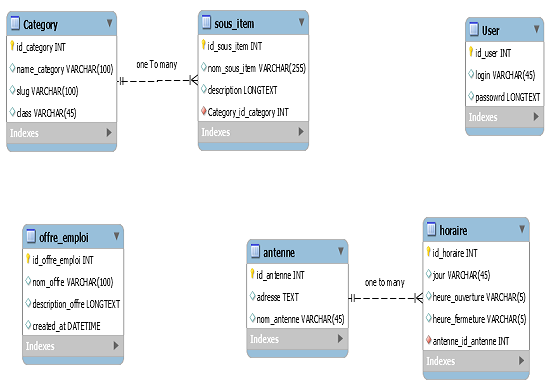 Category
id_category INT
name_category VARCHAR(100)
slug VARCHAR(100)
class VARCHAR(45)
Indexes
one To many
sous_item
id_sous_item INT
nom_sous_item VARCHAR(255)
description LONGTEXT
Category_id_category INT
Indexes
User
id_user INT
login VARCHAR(45)
passowrd LONGTEXT
Indexes
offre_emploi
id_offre_emploi INT
nom_offre VARCHAR(100)
description_offre LONGTEXT
created_at DATETIME
Indexes
antenne
id_antenne INT
adresse TEXT
nom_antenne VARCHAR(45)
Indexes
one to many
horaire
id_horaire INT
jour VARCHAR(45)
heure_ouverture VARCHAR(5)
heure_fermeture VARCHAR(5)
antenne_id_antenne INT
Indexes